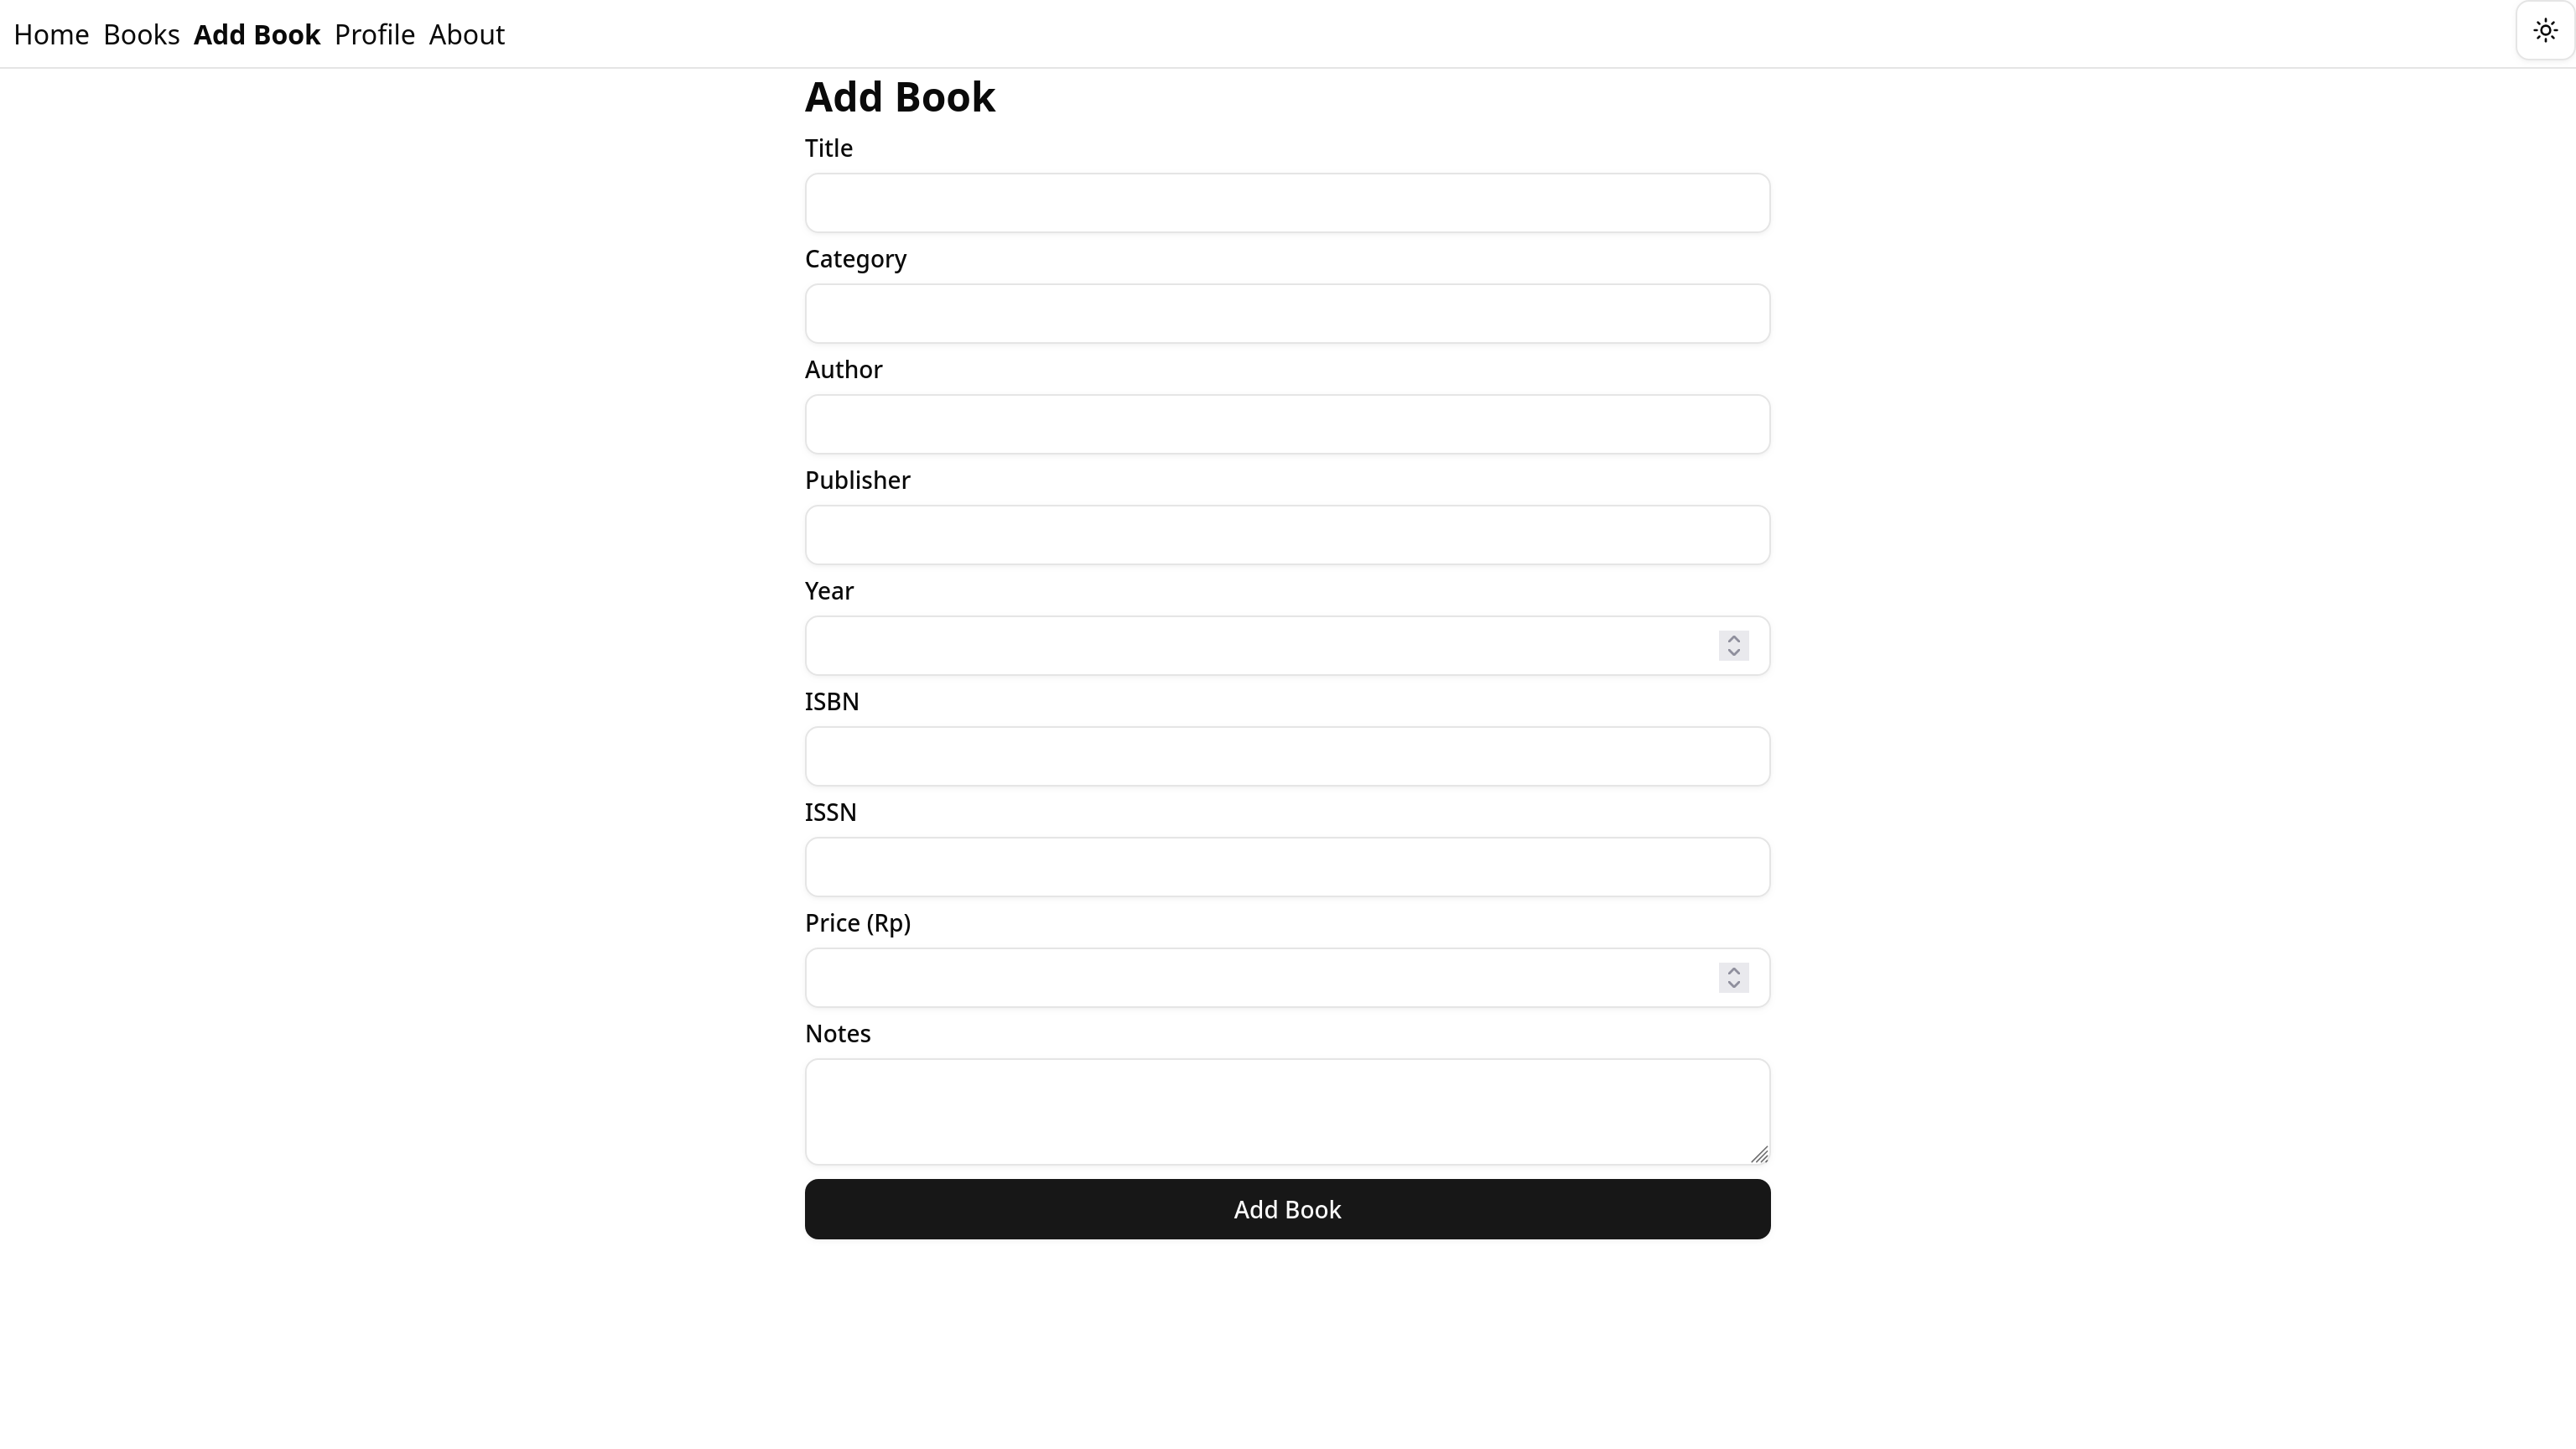 Home Books Add Book Profile About
Add Book
Title
Category
Author
Publisher
Year
ISBN
ISSN
Price (Rp)
Notes
Add Book